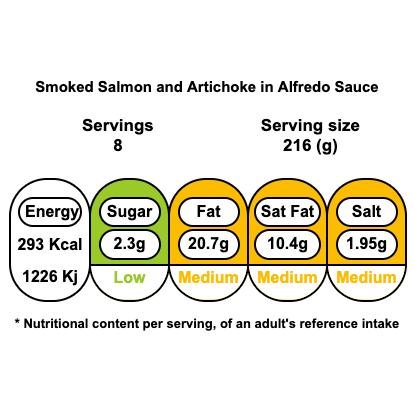 Smoked Salmon and Artichoke in Alfredo Sauce
Servings
8
Serving size
216 (g)
Energy
293 Kcal
1226 Kj
Sugar
2.3g
Low
Fat
20.7g
Medium
Sat Fat
10.4g
Medium
Salt
1.95g
Medium
* Nutritional content per serving, of an adult's reference intake